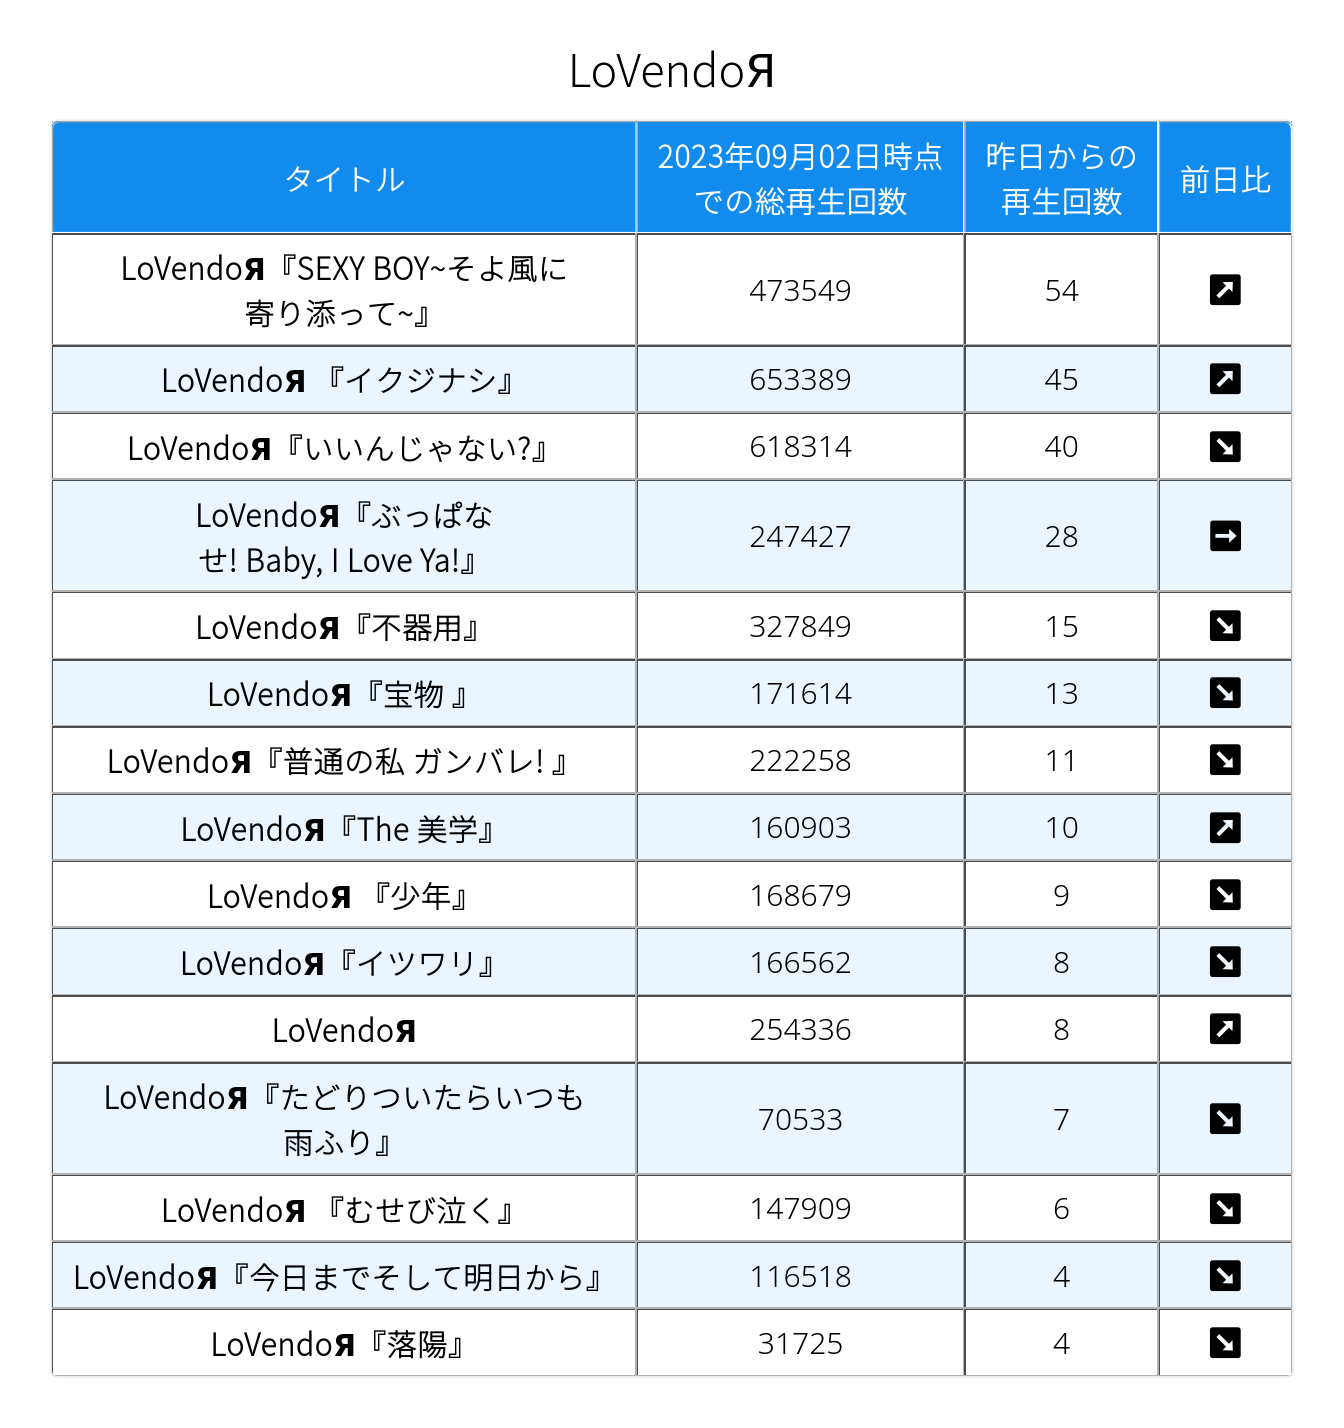 LoVendoЯ
タイトル
2023年09月02日時点
での総再生回数
昨日からの
再生回数
前日比
LoVendoЯ『SEXY BOY~そよ風に
寄り添って~』
473549
54
↗
LoVendoЯ 『イクジナシ』
653389
45
↗
LoVendoЯ『いいんじゃない?』
618314
40
↘
LoVendoЯ『ぶっぱな
せ! Baby, I Love Ya!』
247427
28
→
LoVendoЯ『不器用』
327849
15
↘
LoVendoЯ『宝物 』
171614
13
↘
LoVendoЯ『普通の私 ガンバレ! 』
222258
11
↘
LoVendoЯ『The 美学』
160903
10
↗
LoVendoЯ 『少年』
168679
9
↘
LoVendoЯ『イツワリ』
166562
8
↘
LoVendoЯ
254336
8
↗
LoVendoЯ『たどりついたらいつも
雨ふり』
70533
7
↘
LoVendoЯ 『むせび泣く』
147909
6
↘
LoVendoЯ『今日までそして明日から』
116518
4
↘
LoVendoЯ『落陽』
31725
4
↘